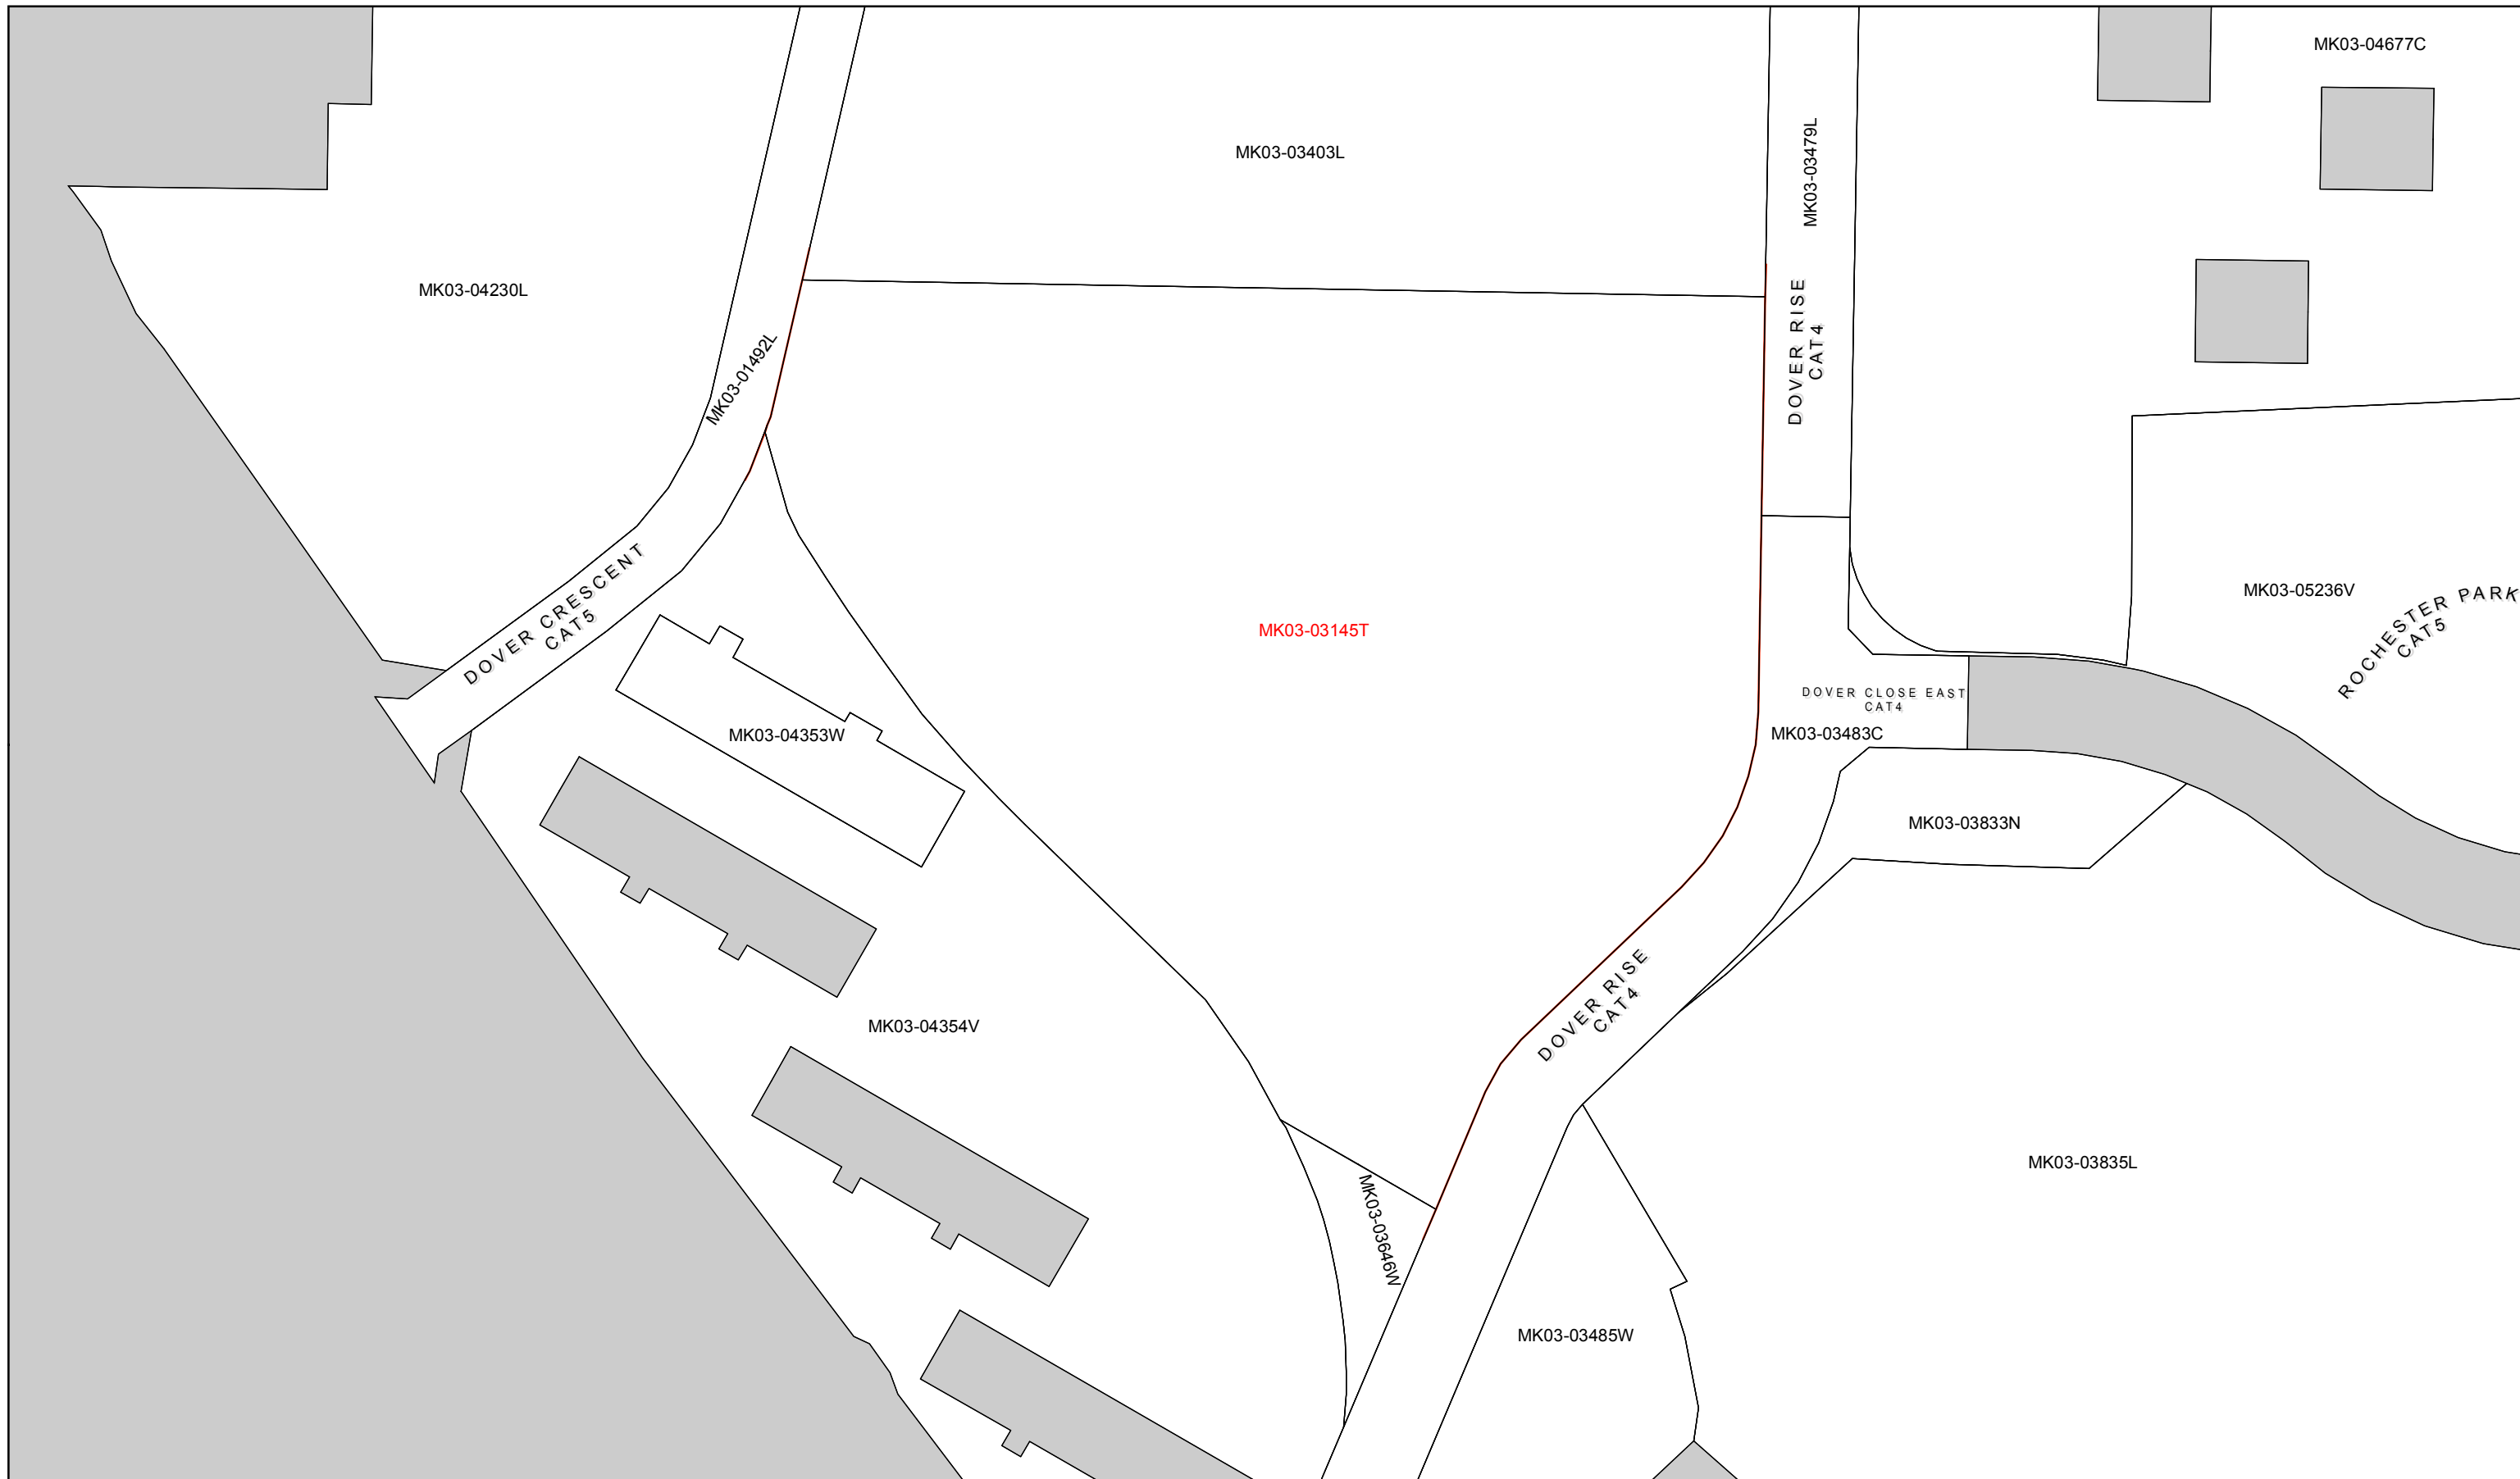 MK03-04677C
MK03-03403L
MK03-03479L
MK03-04230L
DOVER RISE
CAT4
MK03-01492L
MK03-05236V
ROCHESTER PARK
CAT5
DOVER CRESCENT
CAT5
MK03-03145T
DOVER CLOSE EAST
CAT4
MK03-03483C
MK03-04353W
MK03-03833N
DOVER RISE
CAT4
MK03-04354V
MK03-03835L
MK03-03646W
MK03-03485W